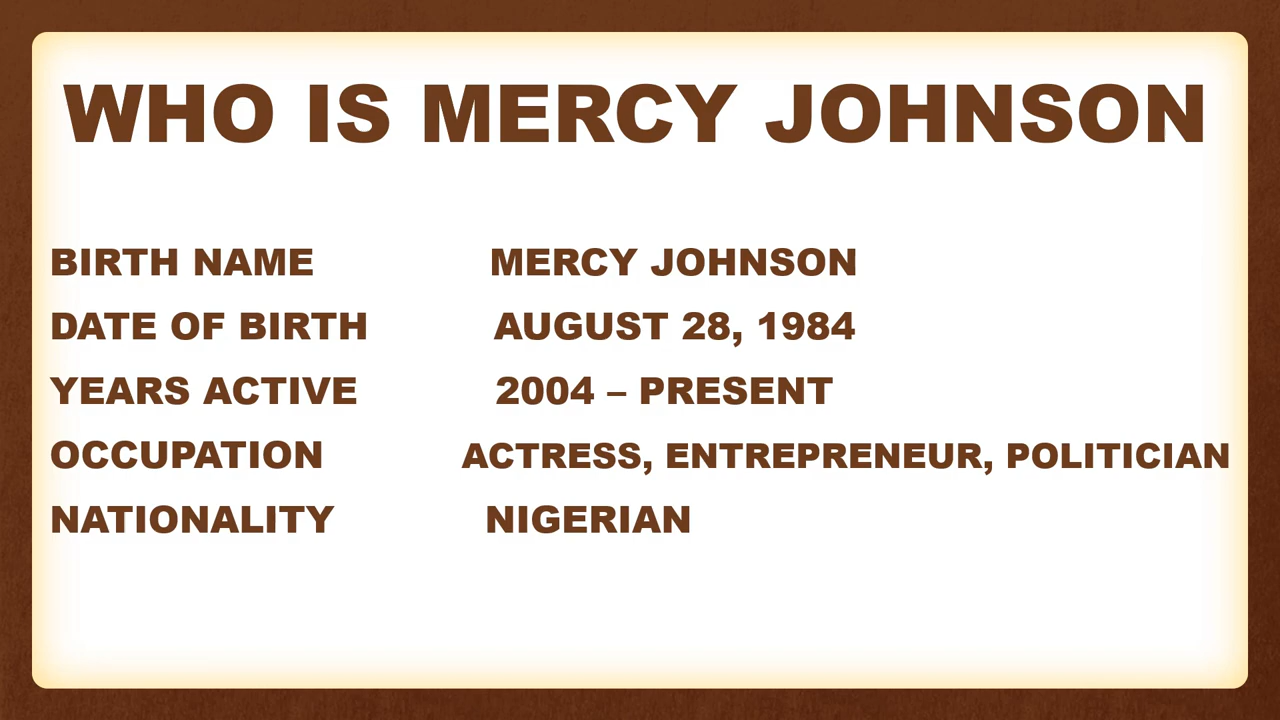 WHO IS MERCY JOHNSON
BIRTH NAME MERCY JOHNSON
DATE OF BIRTH AUGUST 28, 1984
YEARS ACTIVE 2004 – PRESENT
OCCUPATION ACTRESS, ENTREPRENEUR, POLITICIAN
NATIONALITY NIGERIAN